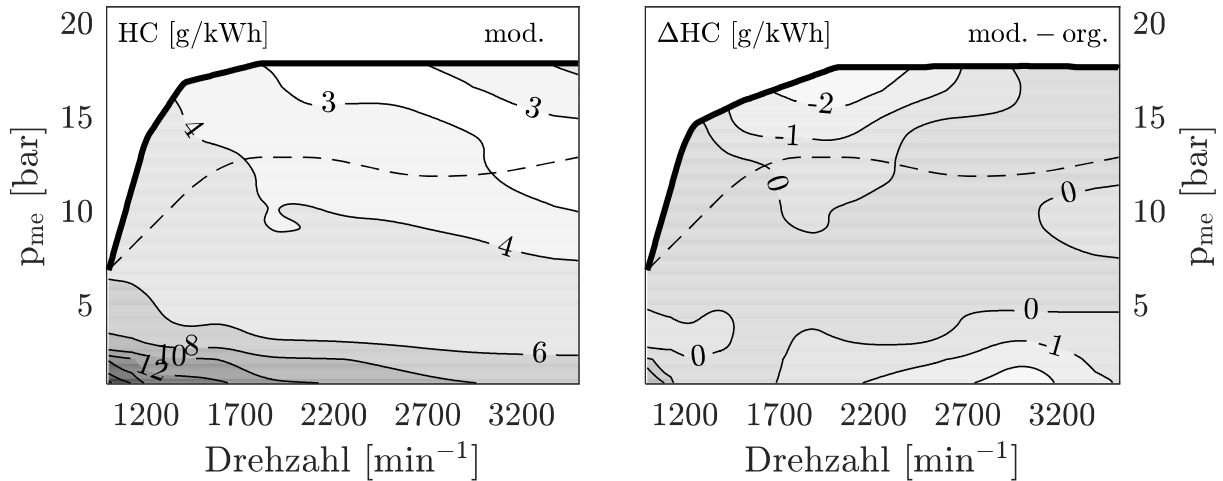 HC [g/kWh] mod.
20
15
10
5
p_me [bar]
3
3
4
4
6
8
10
12
1200 1700 2200 2700 3200
Drehzahl [min⁻¹]
ΔHC [g/kWh] mod. – org.
-2
-1
0
0
0
0
-1
20
15
10
5
p_me [bar]
1200 1700 2200 2700 3200
Drehzahl [min⁻¹]